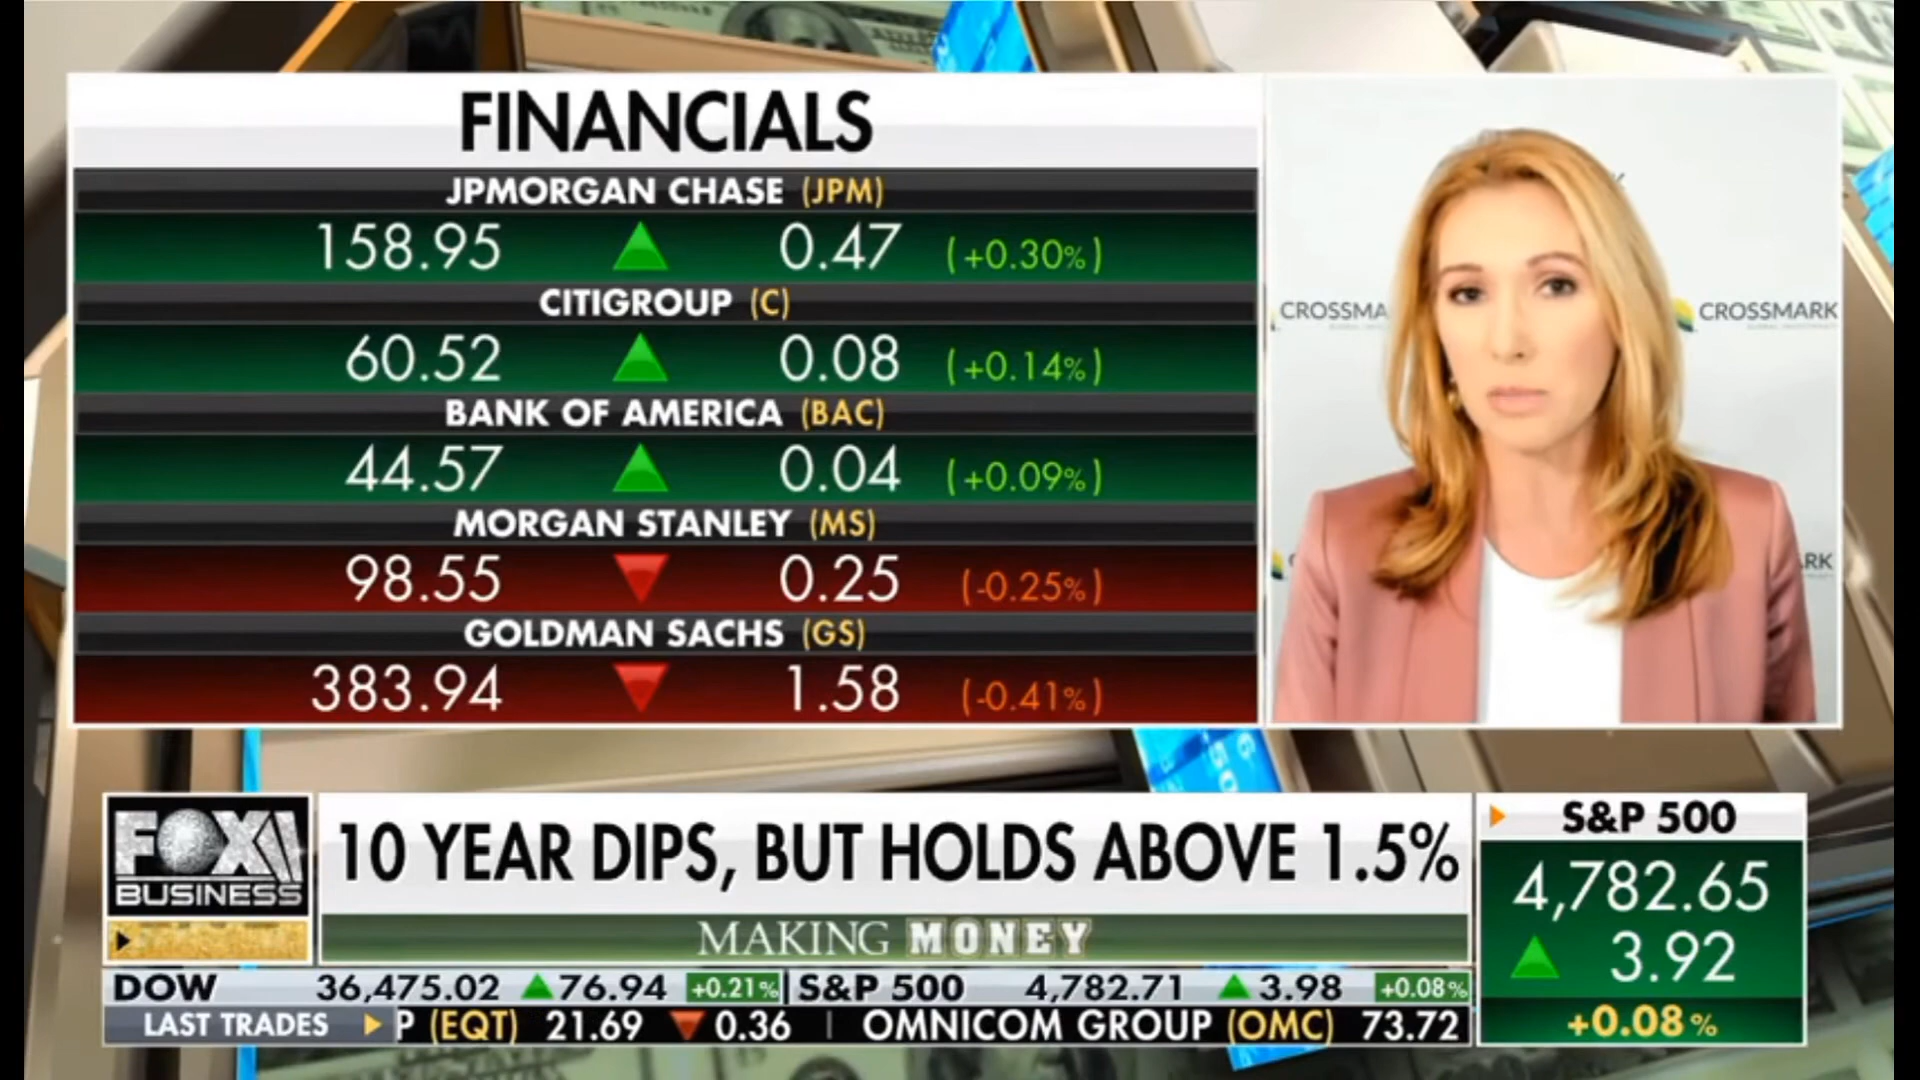 FINANCIALS
JPMORGAN CHASE (JPM)
158.95 ▲ 0.47 (+0.30%)
CITIGROUP (C)
60.52 ▲ 0.08 (+0.14%)
BANK OF AMERICA (BAC)
44.57 ▲ 0.04 (+0.09%)
MORGAN STANLEY (MS)
98.55 ▼ 0.25 (-0.25%)
GOLDMAN SACHS (GS)
383.94 ▼ 1.58 (-0.41%)
CROSSMA
CROSSMARK
RK
FOX
BUSINESS
10 YEAR DIPS, BUT HOLDS ABOVE 1.5%
MAKING MONEY
S&P 500
4,782.65
▲ 3.92
+0.08%
DOW 36,475.02 ▲ 76.94 +0.21% S&P 500 4,782.71 ▲ 3.98 +0.08%
LAST TRADES P (EQT) 21.69 ▼ 0.36 | OMNICOM GROUP (OMC) 73.72